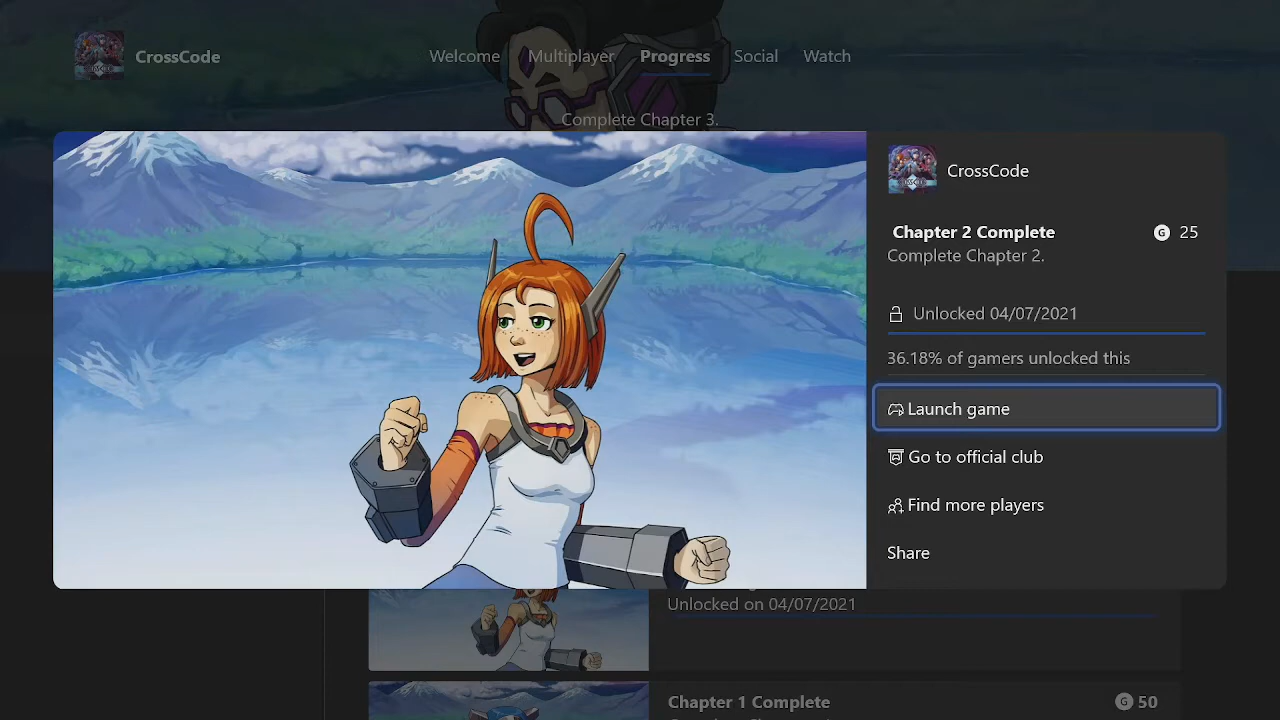 CrossCode
Welcome
Multiplayer
Progress
Social
Watch
Complete Chapter 3.
CrossCode
Chapter 2 Complete
25
Complete Chapter 2.
Unlocked 04/07/2021
36.18% of gamers unlocked this
Launch game
Go to official club
Find more players
Share
Unlocked on 04/07/2021
Chapter 1 Complete
50